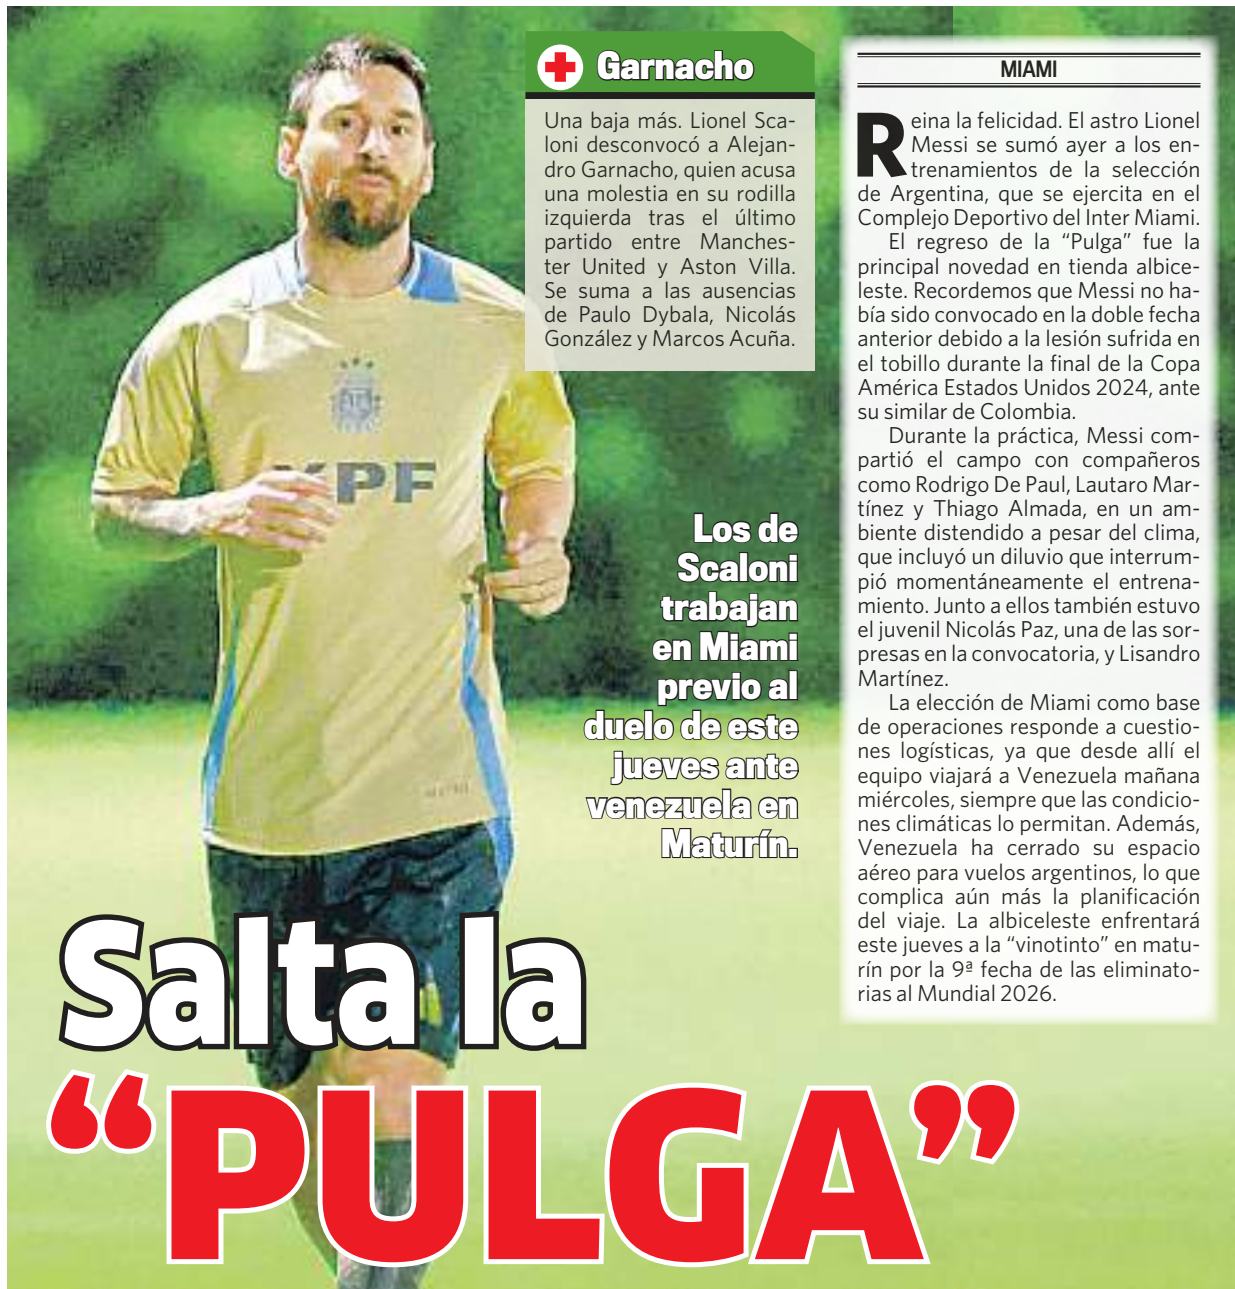 Garnacho
Una baja más. Lionel Sca-
loni desconvocó a Alejan-
dro Garnacho, quien acusa
una molestia en su rodilla
izquierda tras el último
partido entre Manches-
ter United y Aston Villa.
Se suma a las ausencias
de Paulo Dybala, Nicolás
González y Marcos Acuña.
MIAMI
Reina la felicidad. El astro Lionel
Messi se sumó ayer a los en-
trenamientos de la selección
de Argentina, que se ejercita en el
Complejo Deportivo del Inter Miami.
El regreso de la “Pulga” fue la
principal novedad en tienda albice-
leste. Recordemos que Messi no ha-
bía sido convocado en la doble fecha
anterior debido a la lesión sufrida en
el tobillo durante la final de la Copa
América Estados Unidos 2024, ante
su similar de Colombia.
Durante la práctica, Messi com-
partió el campo con compañeros
como Rodrigo De Paul, Lautaro Mar-
tínez y Thiago Almada, en un am-
biente distendido a pesar del clima,
que incluyó un diluvio que interrum-
pió momentáneamente el entrena-
miento. Junto a ellos también estuvo
el juvenil Nicolás Paz, una de las sor-
presas en la convocatoria, y Lisandro
Martínez.
La elección de Miami como base
de operaciones responde a cuestio-
nes logísticas, ya que desde allí el
equipo viajará a Venezuela mañana
miércoles, siempre que las condicio-
nes climáticas lo permitan. Además,
Venezuela ha cerrado su espacio
aéreo para vuelos argentinos, lo que
complica aún más la planificación
del viaje. La albiceleste enfrentará
este jueves a la “vinotinto” en matu-
rín por la 9ª fecha de las eliminato-
rias al Mundial 2026.
YPF
Los de
Scaloni
trabajan
en Miami
previo al
duelo de este
jueves ante
venezuela en
Maturín.
Salta la
“PULGA”